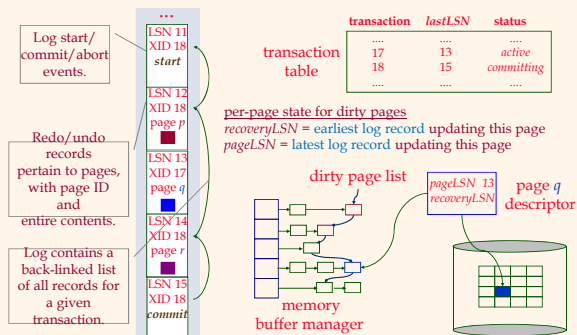 ...
LSN 11
XID 18
start
LSN 12
XID 18
page p
LSN 13
XID 17
page q
LSN 14
XID 18
page r
LSN 15
XID 18
commit
Log start/
commit/abort
events.
Redo/undo
records
pertain to pages,
with page ID
and
entire contents.
Log contains a
back-linked list
of all records for
a given
transaction.
transaction
table
transaction lastLSN status
.... .... ....
17 13 active
18 15 committing
.... .... ....
per-page state for dirty pages
recoveryLSN = earliest log record updating this page
pageLSN = latest log record updating this page
dirty page list
pageLSN 13
recoveryLSN
page q
descriptor
memory
buffer manager